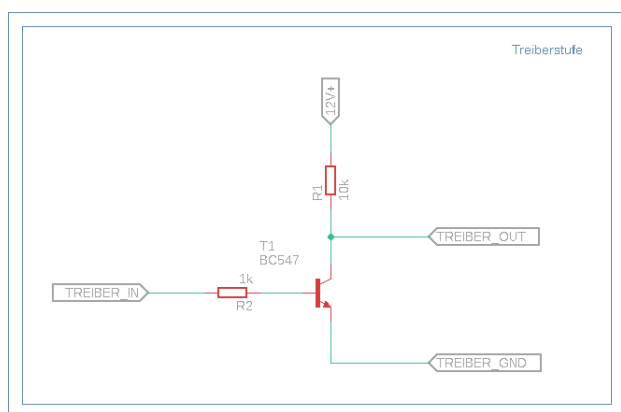 Treiberstufe
12V+
R1
10k
TREIBER_OUT
T1
BC547
1k
TREIBER_IN
R2
TREIBER_GND